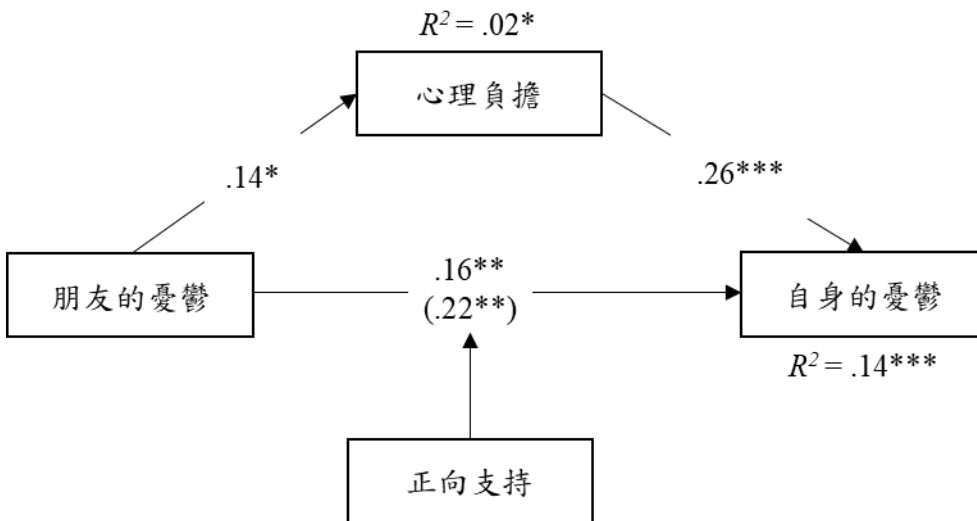 R² = .02*
心理負擔
.14*
.26***
朋友的憂鬱
.16**
(.22**)
自身的憂鬱
R² = .14***
正向支持